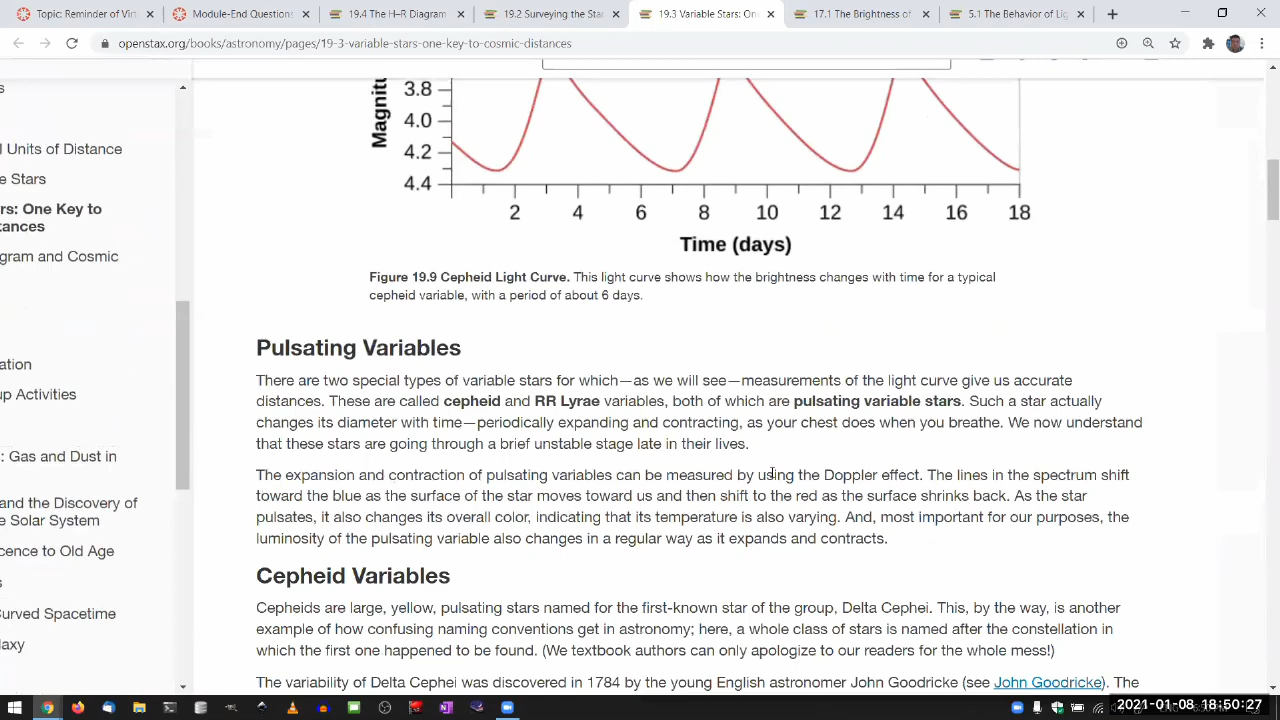 Topic: Reminder of Vir
Module-End Question:
19.4 The H–R Diagram
19.2 Surveying the Sta
19.3 Variable Stars: On
17.1 The Brightness of
5.1 The Behavior of Lig
openstax.org/books/astronomy/pages/19-3-variable-stars-one-key-to-cosmic-distances
l Units of Distance
e Stars
rs: One Key to
tances
gram and Cosmic
ation
up Activities
: Gas and Dust in
and the Discovery of
e Solar System
cence to Old Age
s
Curved Spacetime
laxy
Magnitu
3.8
4.0
4.2
4.4
2 4 6 8 10 12 14 16 18
Time (days)
Figure 19.9 Cepheid Light Curve. This light curve shows how the brightness changes with time for a typical
cepheid variable, with a period of about 6 days.
Pulsating Variables
There are two special types of variable stars for which—as we will see—measurements of the light curve give us accurate
distances. These are called cepheid and RR Lyrae variables, both of which are pulsating variable stars. Such a star actually
changes its diameter with time—periodically expanding and contracting, as your chest does when you breathe. We now understand
that these stars are going through a brief unstable stage late in their lives.
The expansion and contraction of pulsating variables can be measured by using the Doppler effect. The lines in the spectrum shift
toward the blue as the surface of the star moves toward us and then shift to the red as the surface shrinks back. As the star
pulsates, it also changes its overall color, indicating that its temperature is also varying. And, most important for our purposes, the
luminosity of the pulsating variable also changes in a regular way as it expands and contracts.
Cepheid Variables
Cepheids are large, yellow, pulsating stars named for the first-known star of the group, Delta Cephei. This, by the way, is another
example of how confusing naming conventions get in astronomy; here, a whole class of stars is named after the constellation in
which the first one happened to be found. (We textbook authors can only apologize to our readers for the whole mess!)
The variability of Delta Cephei was discovered in 1784 by the young English astronomer John Goodricke (see John Goodricke). The
2021-01-08 18:50:27